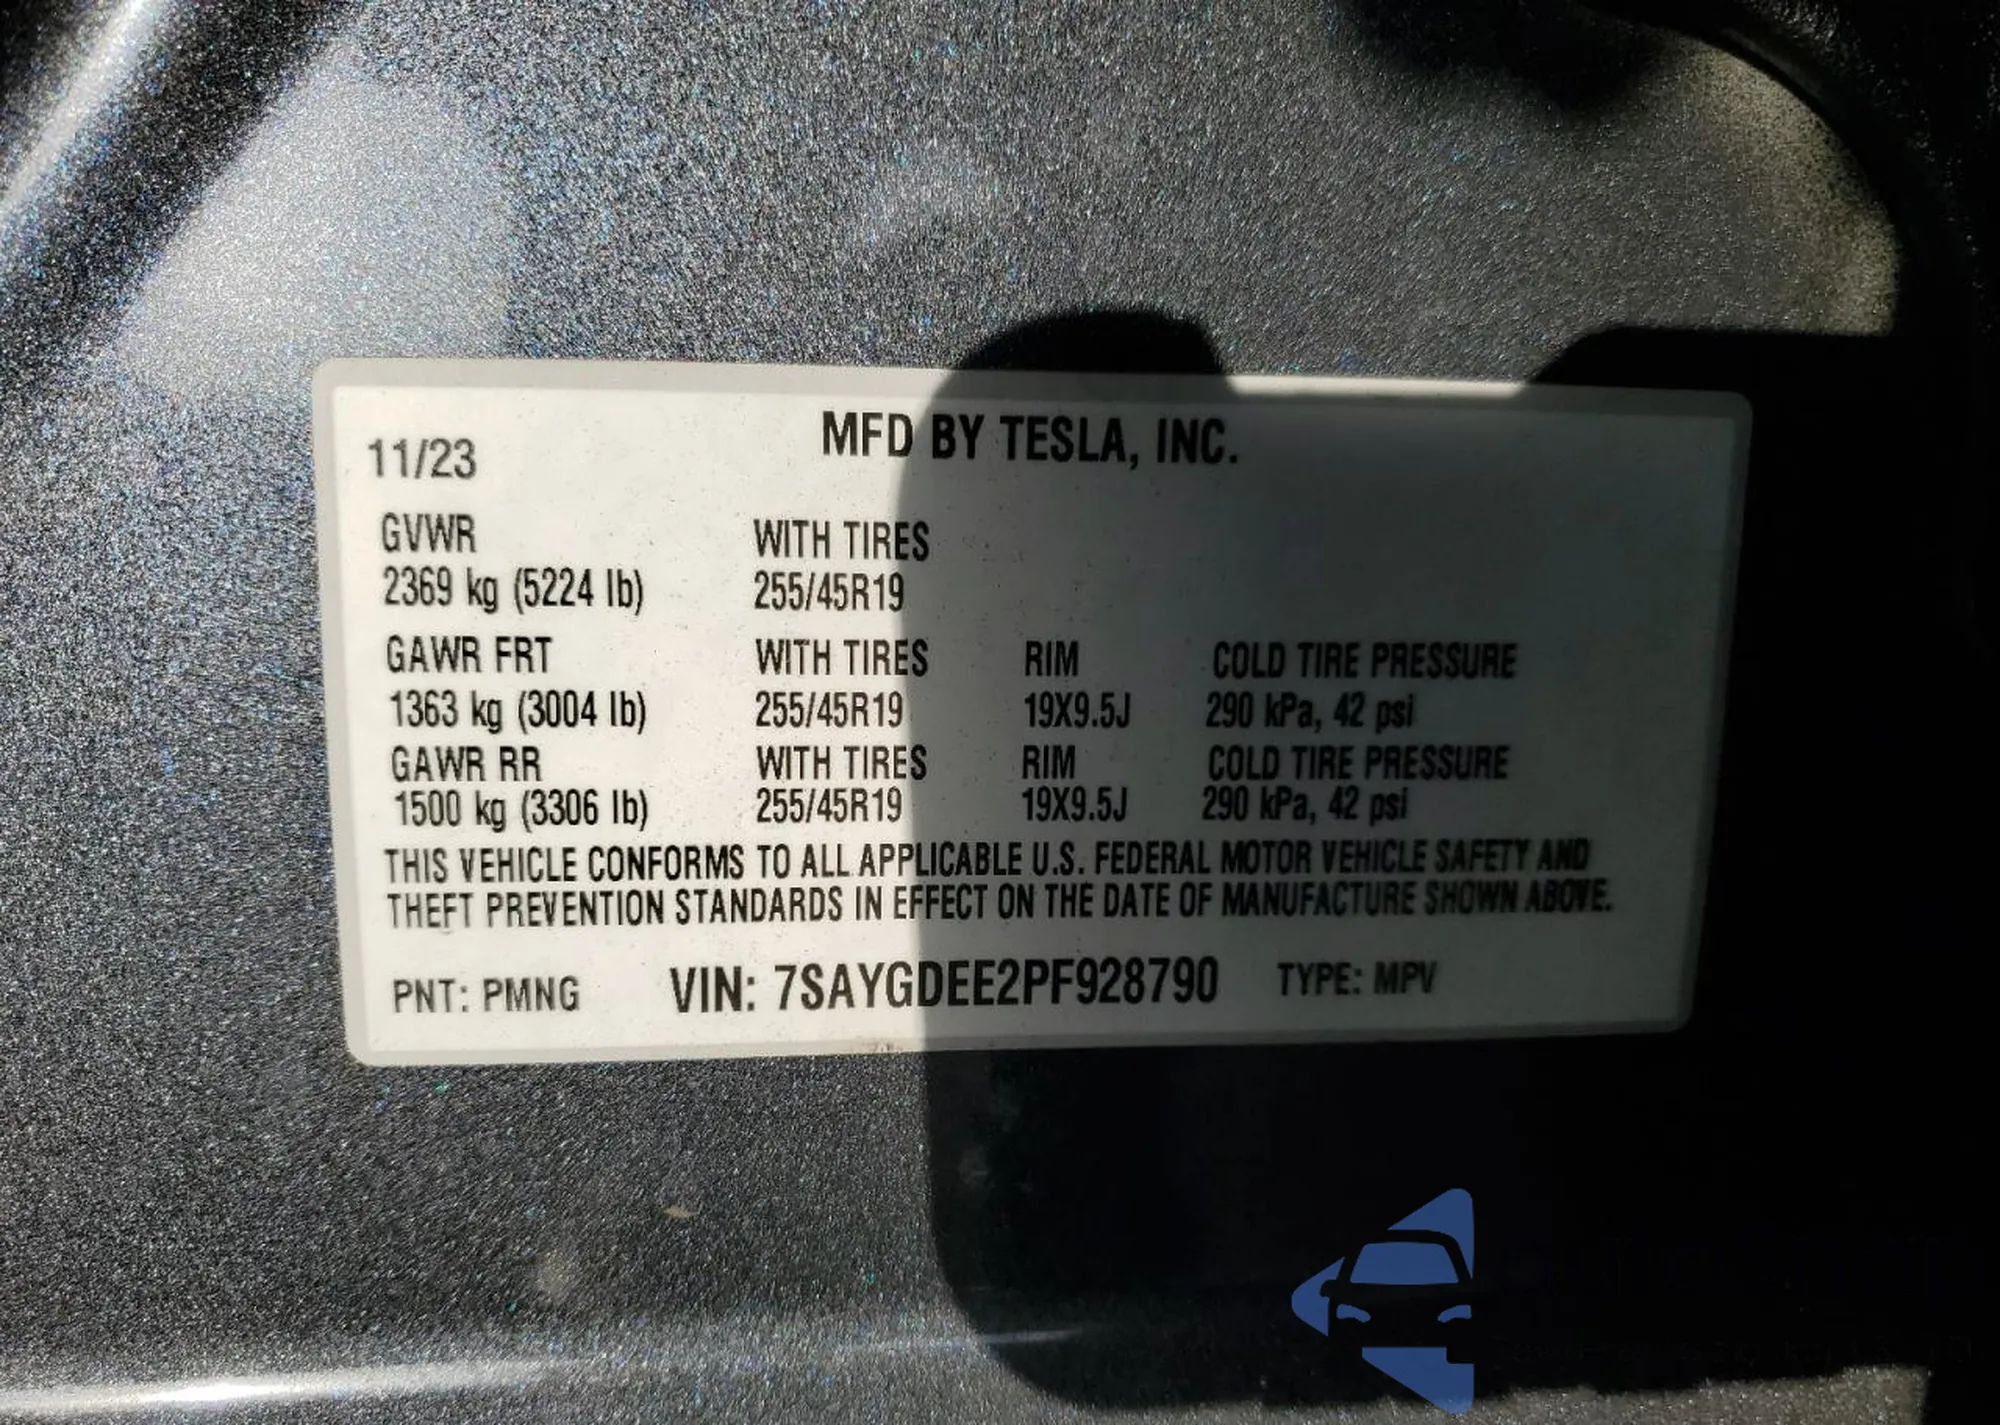 MFD BY TESLA, INC.
11/23
GVWR WITH TIRES
2369 kg (5224 lb) 255/45R19
GAWR FRT WITH TIRES RIM COLD TIRE PRESSURE
1363 kg (3004 lb) 255/45R19 19X9.5J 290 kPa, 42 psi
GAWR RR WITH TIRES RIM COLD TIRE PRESSURE
1500 kg (3306 lb) 255/45R19 19X9.5J 290 kPa, 42 psi
THIS VEHICLE CONFORMS TO ALL APPLICABLE U.S. FEDERAL MOTOR VEHICLE SAFETY AND
THEFT PREVENTION STANDARDS IN EFFECT ON THE DATE OF MANUFACTURE SHOWN ABOVE.
PNT: PMNG VIN: 7SAYGDEE2PF928790 TYPE: MPV